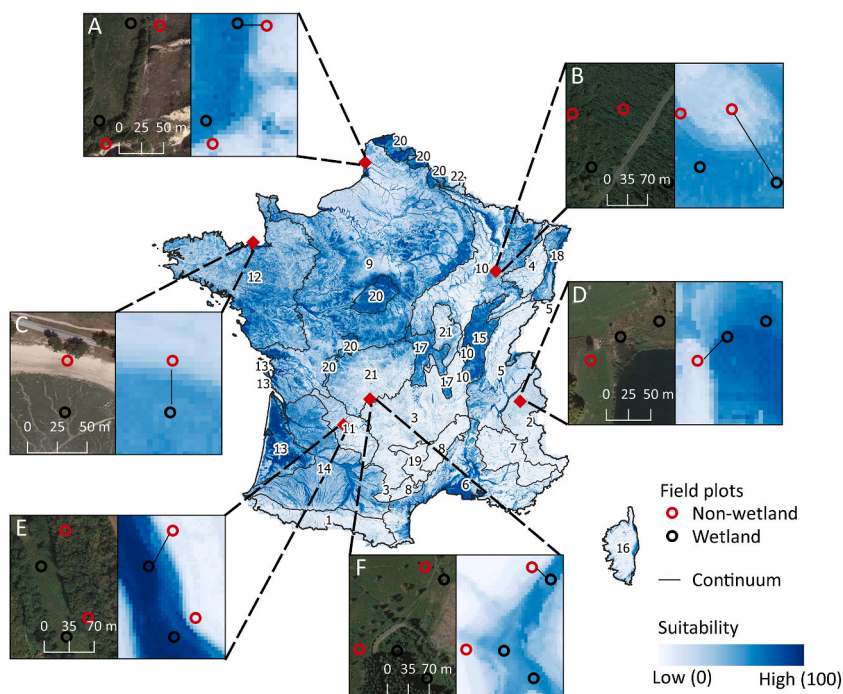 A
0 25 50 m
B
0 35 70 m
20
20
20
22
9
10
4
18
12
20
5
C
0 25 50 m
D
0 25 50 m
21
15
20
17
10
13
20
13
21
17
10
5
2
3
11
7
13
19
8
14
3
8
6
1
16
Field plots
Non-wetland
Wetland
Continuum
Suitability
Low (0) High (100)
E
0 35 70 m
F
0 35 70 m